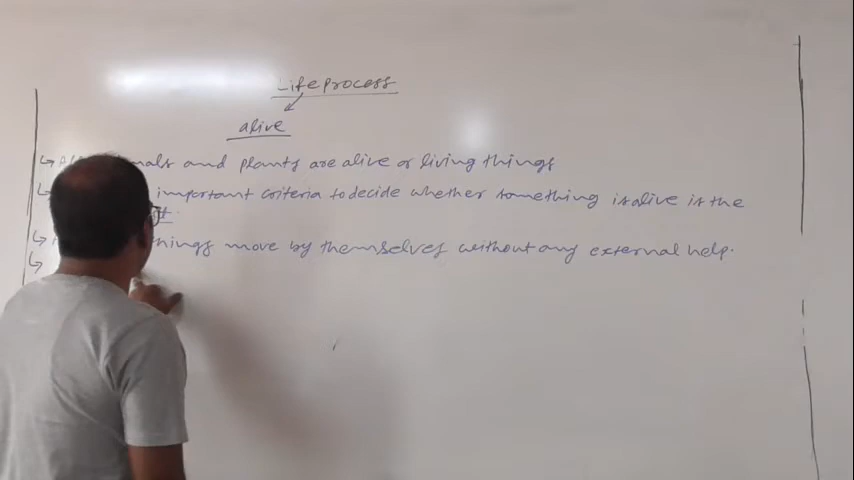 Life process
alive
↳ mals and plants are alive or living things
↳ important criteria to decide whether something is alive is the
↳ things move by themselves without any external help.
↳